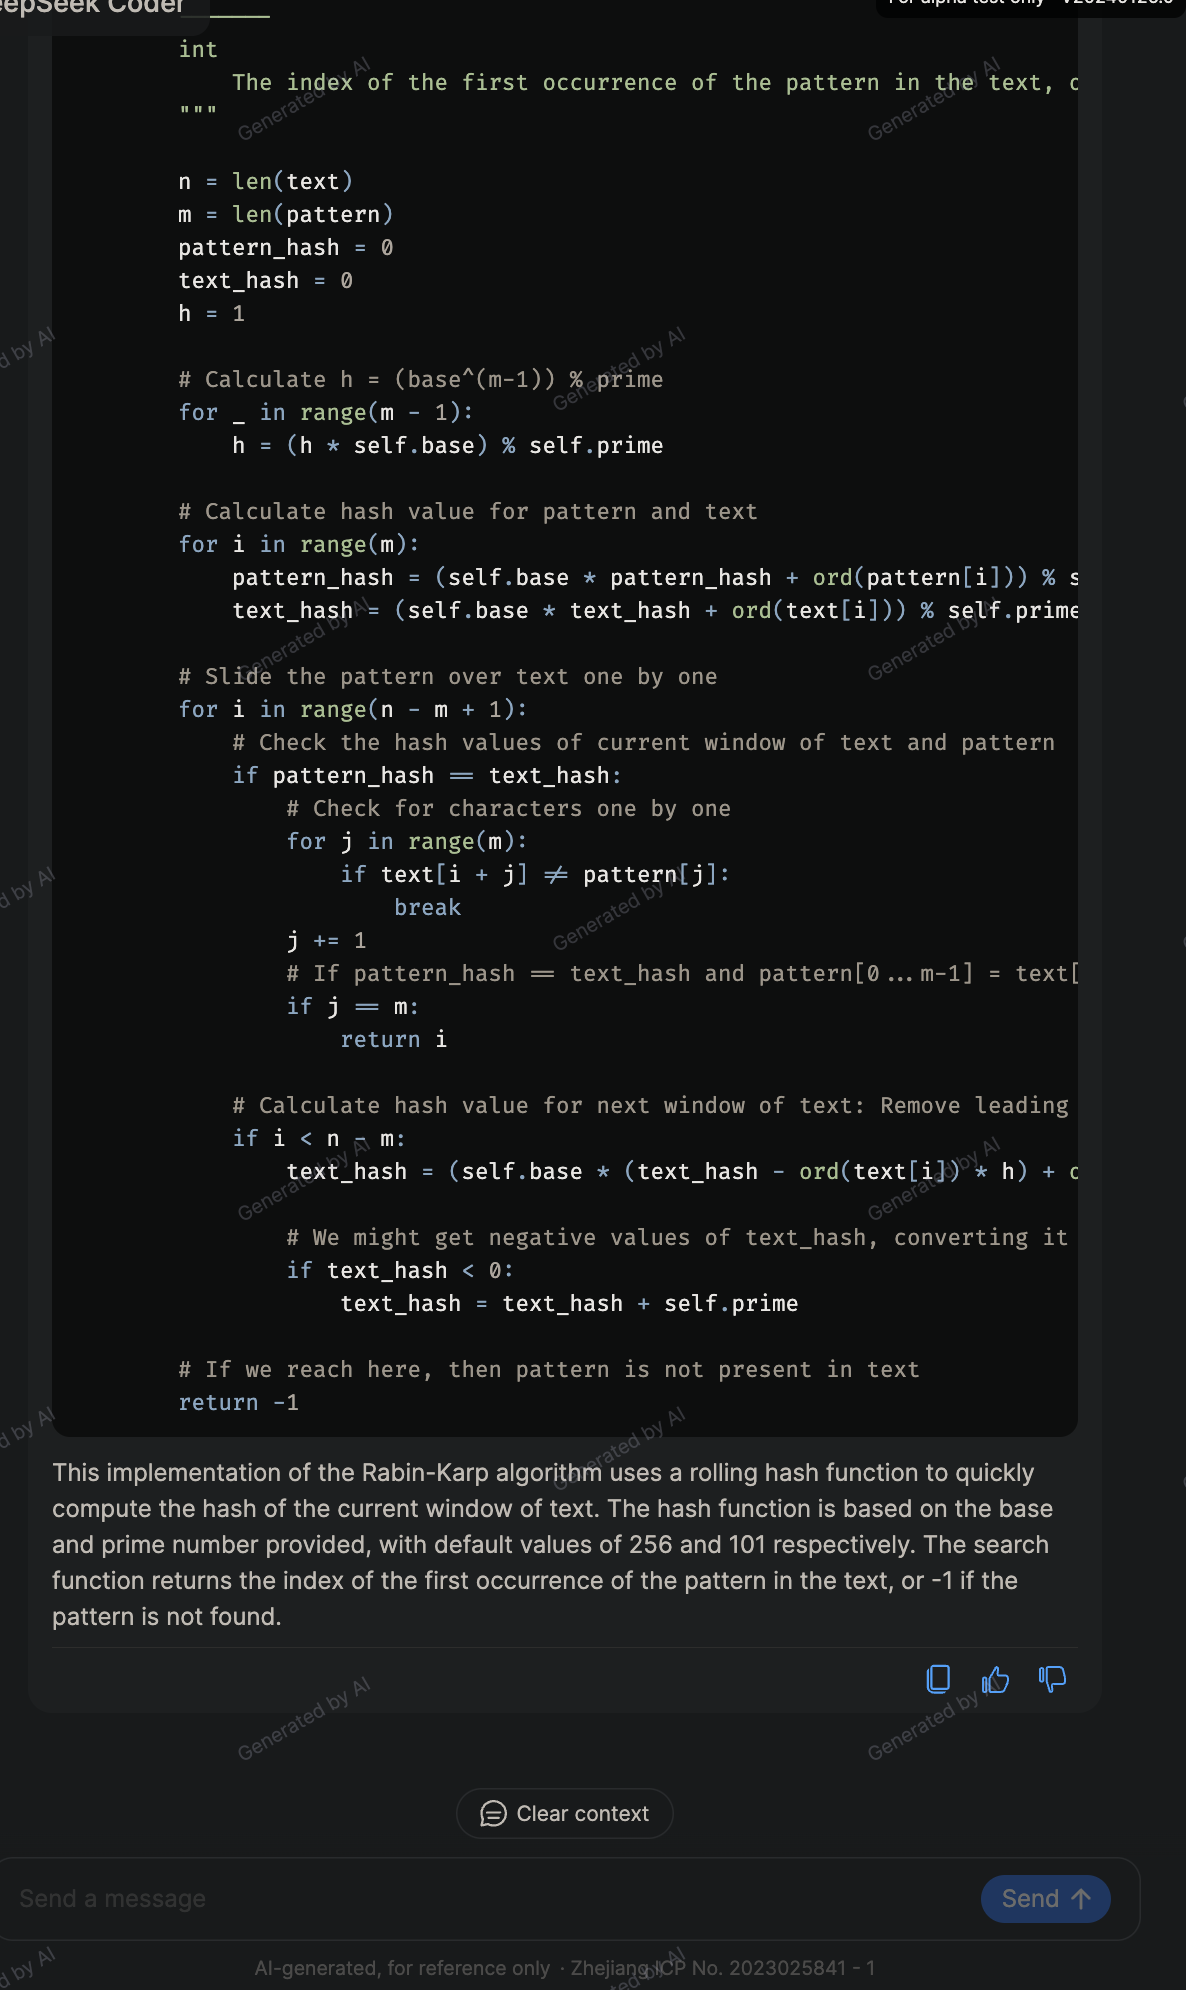 DeepSeek Coder
For alpha test only - V20240126.0
int
The index of the first occurrence of the pattern in the text, o
"""
n = len(text)
m = len(pattern)
pattern_hash = 0
text_hash = 0
h = 1
# Calculate h = (base^(m-1)) % prime
for _ in range(m - 1):
h = (h * self.base) % self.prime
# Calculate hash value for pattern and text
for i in range(m):
pattern_hash = (self.base * pattern_hash + ord(pattern[i])) % s
text_hash = (self.base * text_hash + ord(text[i])) % self.prime
# Slide the pattern over text one by one
for i in range(n - m + 1):
# Check the hash values of current window of text and pattern
if pattern_hash == text_hash:
# Check for characters one by one
for j in range(m):
if text[i + j] != pattern[j]:
break
j += 1
# If pattern_hash == text_hash and pattern[0...m-1] = text[
if j == m:
return i
# Calculate hash value for next window of text: Remove leading
if i < n - m:
text_hash = (self.base * (text_hash - ord(text[i]) * h) + o
# We might get negative values of text_hash, converting it
if text_hash < 0:
text_hash = text_hash + self.prime
# If we reach here, then pattern is not present in text
return -1
This implementation of the Rabin-Karp algorithm uses a rolling hash function to quickly
compute the hash of the current window of text. The hash function is based on the base
and prime number provided, with default values of 256 and 101 respectively. The search
function returns the index of the first occurrence of the pattern in the text, or -1 if the
pattern is not found.
Clear context
Send a message
Send
AI-generated, for reference only · Zhejiang ICP No. 2023025841 - 1
Generated by AI